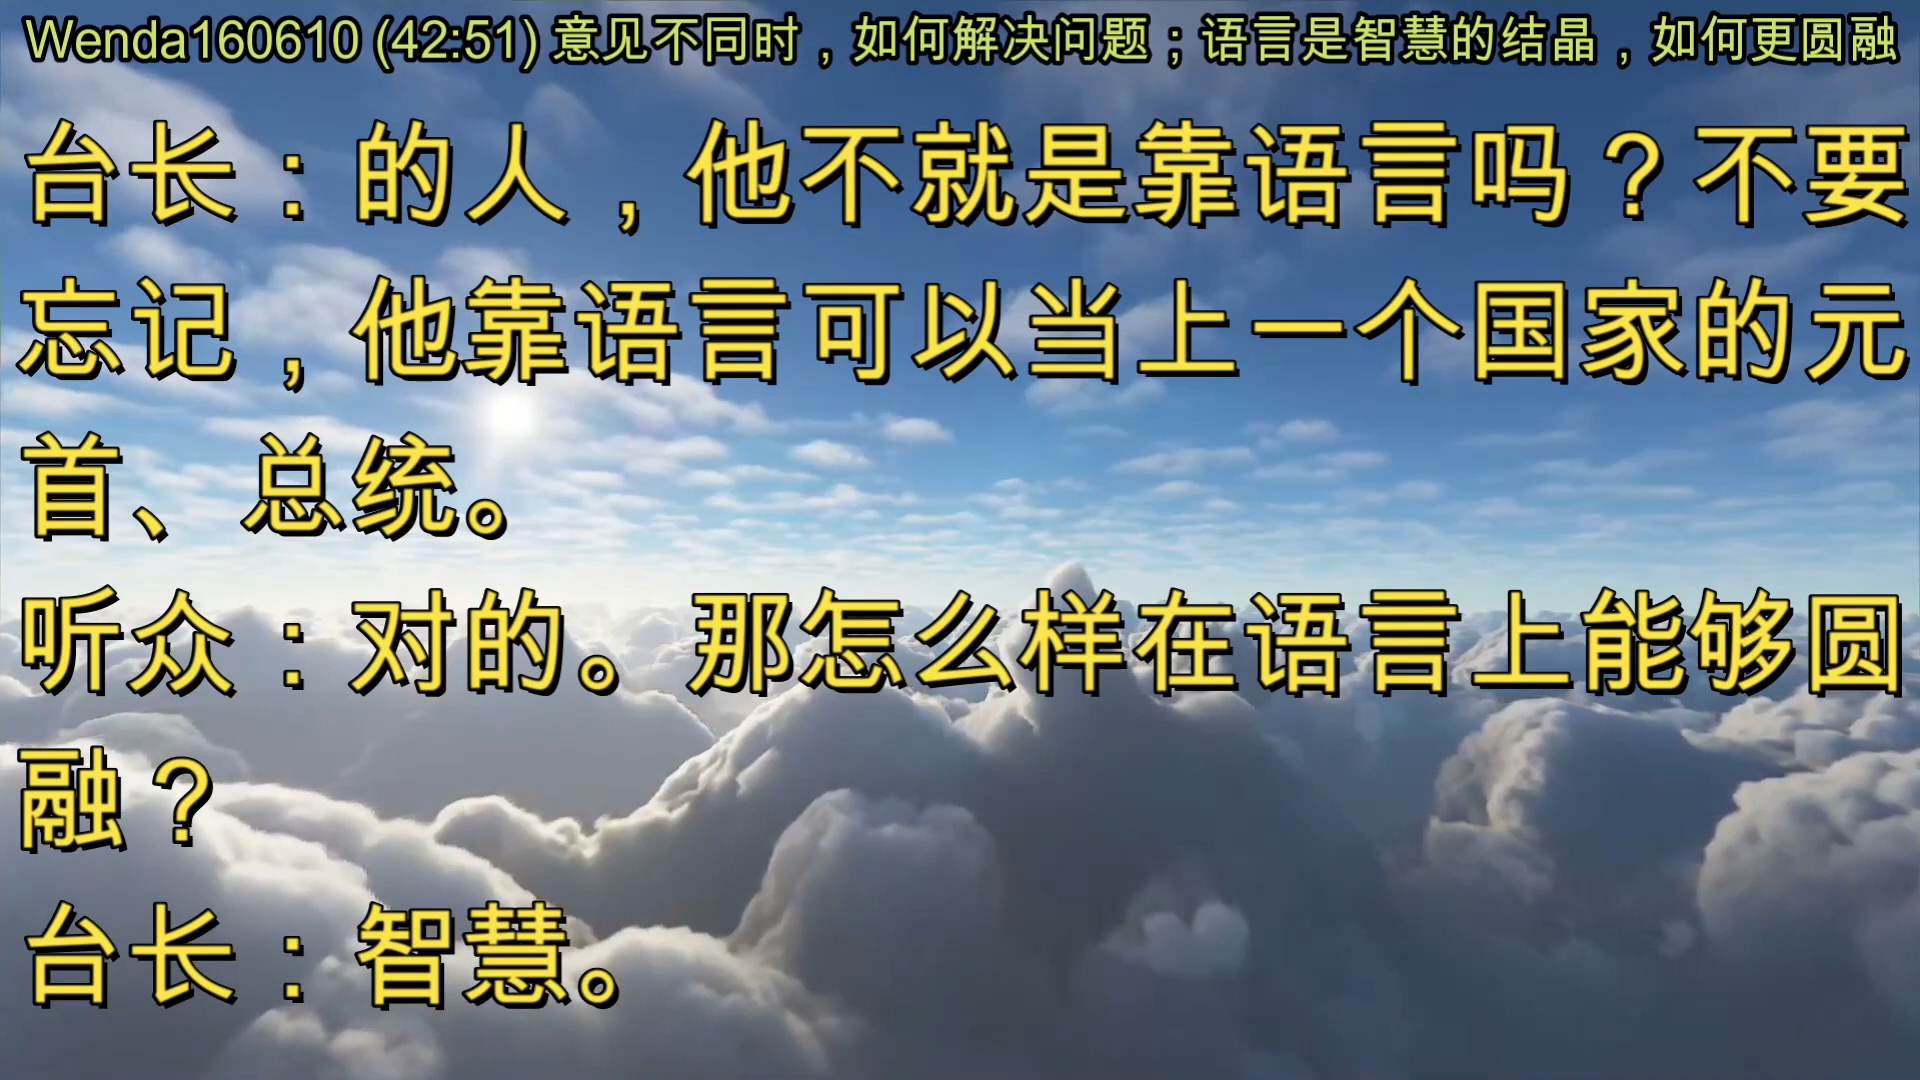 Wenda160610 (42:51) 意见不同时，如何解决问题；语言是智慧的结晶，如何更圆融
台长：的人，他不就是靠语言吗？不要
忘记，他靠语言可以当上一个国家的元
首、总统。
听众：对的。那怎么样在语言上能够圆
融？
台长：智慧。